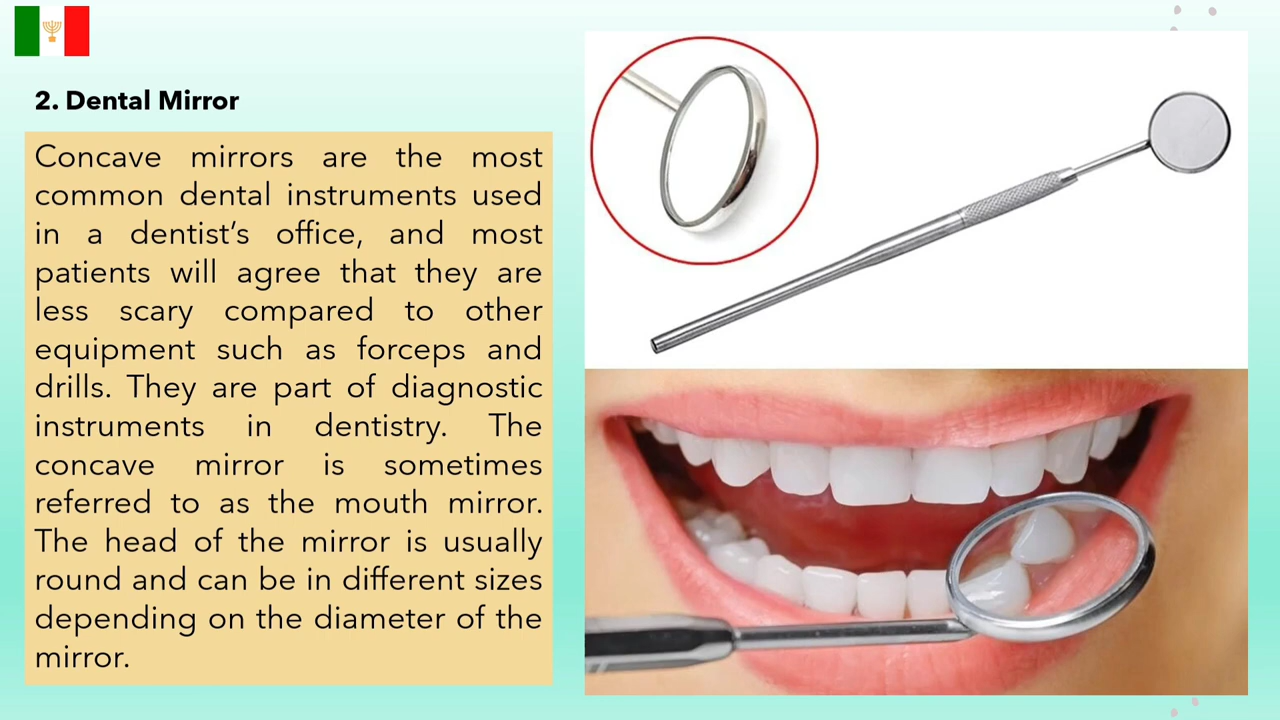 2. Dental Mirror
Concave mirrors are the most
common dental instruments used
in a dentist’s office, and most
patients will agree that they are
less scary compared to other
equipment such as forceps and
drills. They are part of diagnostic
instruments in dentistry. The
concave mirror is sometimes
referred to as the mouth mirror.
The head of the mirror is usually
round and can be in different sizes
depending on the diameter of the
mirror.